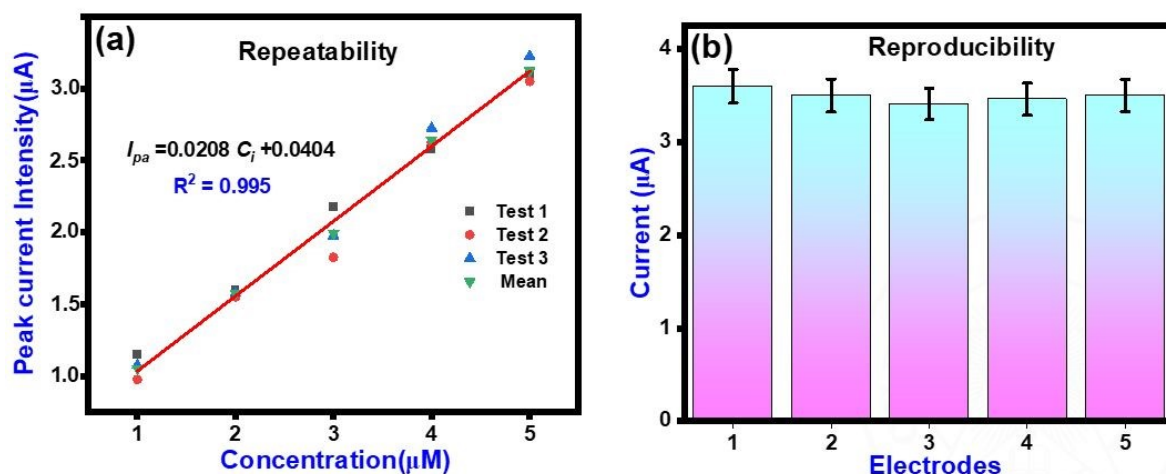 (a)
Repeatability
I_pa =0.0208 C_i +0.0404
R² = 0.995
Test 1
Test 2
Test 3
Mean
Peak current Intensity(μA)
3.0
2.5
2.0
1.5
1.0
1 2 3 4 5
Concentration(μM)
(b)
Reproducibility
Current (μA)
4
3
2
1
0
1 2 3 4 5
Electrodes